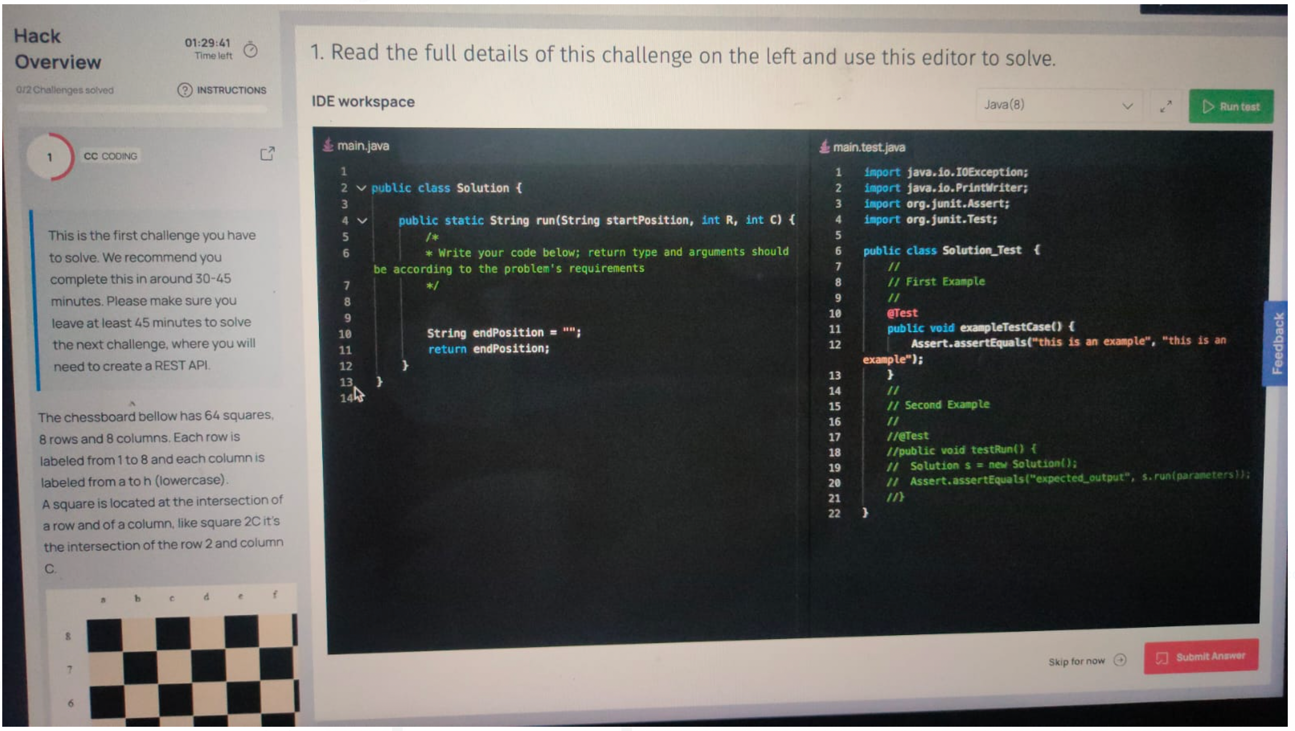 Hack
Overview
01:29:41
Time left
0/2 Challenges solved
? INSTRUCTIONS
1
CC CODING
This is the first challenge you have
to solve. We recommend you
complete this in around 30-45
minutes. Please make sure you
leave at least 45 minutes to solve
the next challenge, where you will
need to create a REST API.
The chessboard bellow has 64 squares,
8 rows and 8 columns. Each row is
labeled from 1 to 8 and each column is
labeled from a to h (lowercase).
A square is located at the intersection of
a row and of a column, like square 2C it's
the intersection of the row 2 and column
C.
a b c d e f
8
7
6
1. Read the full details of this challenge on the left and use this editor to solve.
IDE workspace
Java(8)
Run test
main.java
1
2 public class Solution {
3
4 public static String run(String startPosition, int R, int C) {
5 /*
6 * Write your code below; return type and arguments should
be according to the problem's requirements
7 */
8
9
10 String endPosition = "";
11 return endPosition;
12 }
13 }
14
main.test.java
1 import java.io.IOException;
2 import java.io.PrintWriter;
3 import org.junit.Assert;
4 import org.junit.Test;
5
6 public class Solution_Test {
7 //
8 // First Example
9 //
10 @Test
11 public void exampleTestCase() {
12 Assert.assertEquals("this is an example", "this is an
example");
13 }
14 //
15 // Second Example
16 //
17 //@Test
18 //public void testRun() {
19 // Solution s = new Solution();
20 // Assert.assertEquals("expected_output", s.run(parameters));
21 //}
22 }
Feedback
Skip for now
Submit Answer